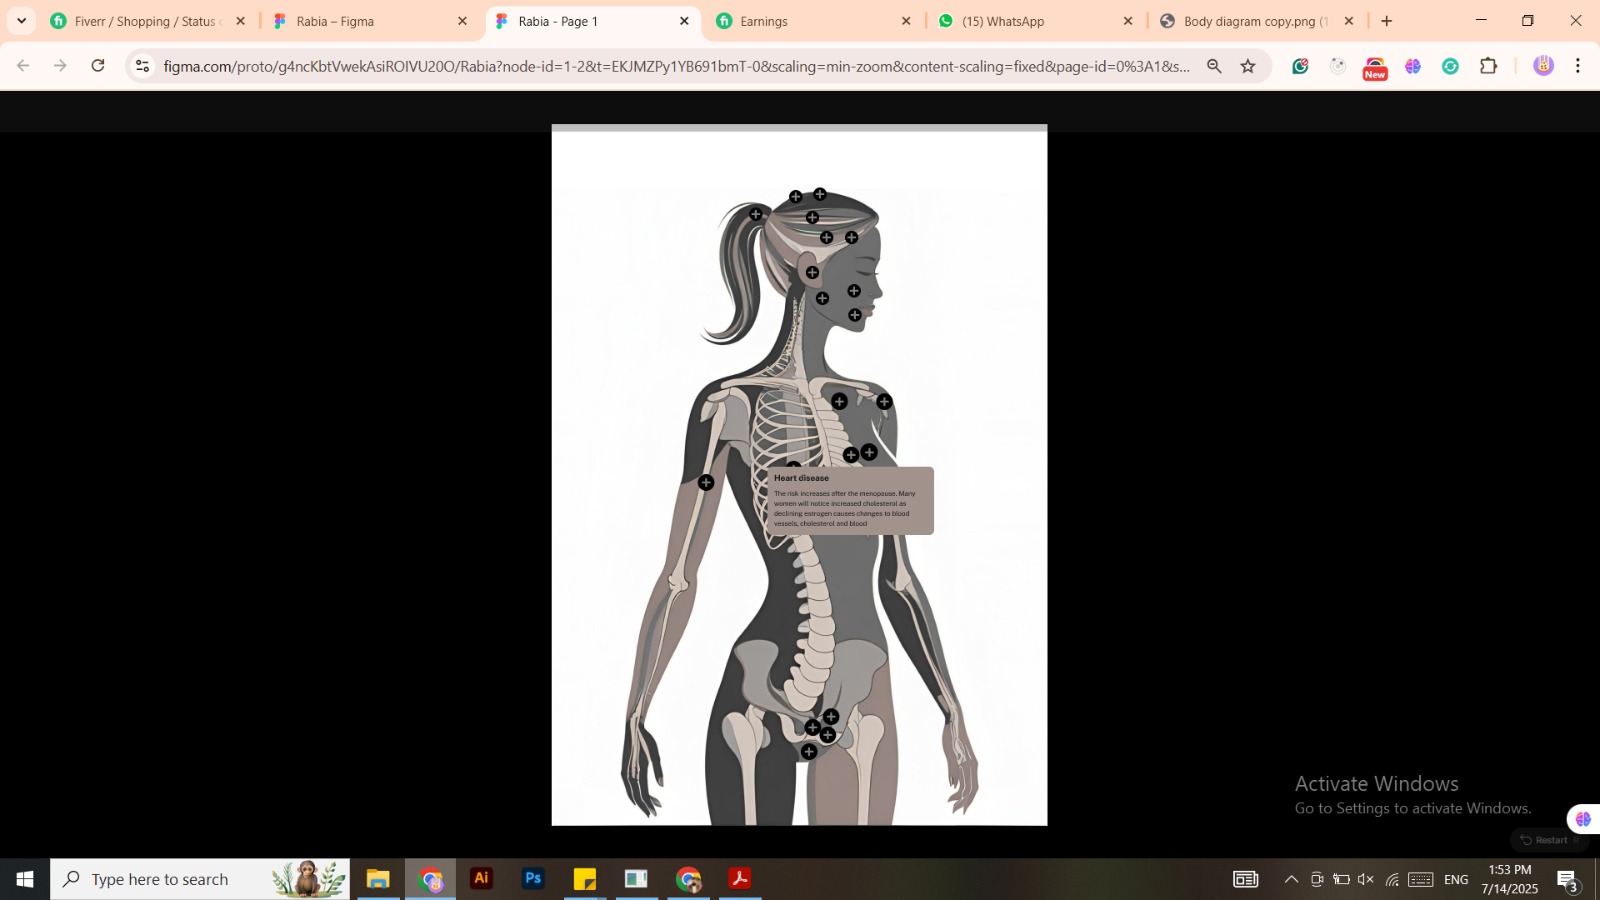 Fiverr / Shopping / Status
Rabia – Figma
Rabia - Page 1
Earnings
(15) WhatsApp
Body diagram copy.png
figma.com/proto/g4ncKbtVwekAsiROIVU20O/Rabia?node-id=1-2&t=EKJMZPy1YB691bmT-0&scaling=min-zoom&content-scaling=fixed&page-id=0%3A1&s...
New
Heart disease
The risk increases after the menopause. Many
women will notice increased cholesterol as
declining estrogen causes changes to blood
vessels, cholesterol and blood
Activate Windows
Go to Settings to activate Windows.
Restart R
Type here to search
Ai
Ps
ENG
1:53 PM
7/14/2025
3